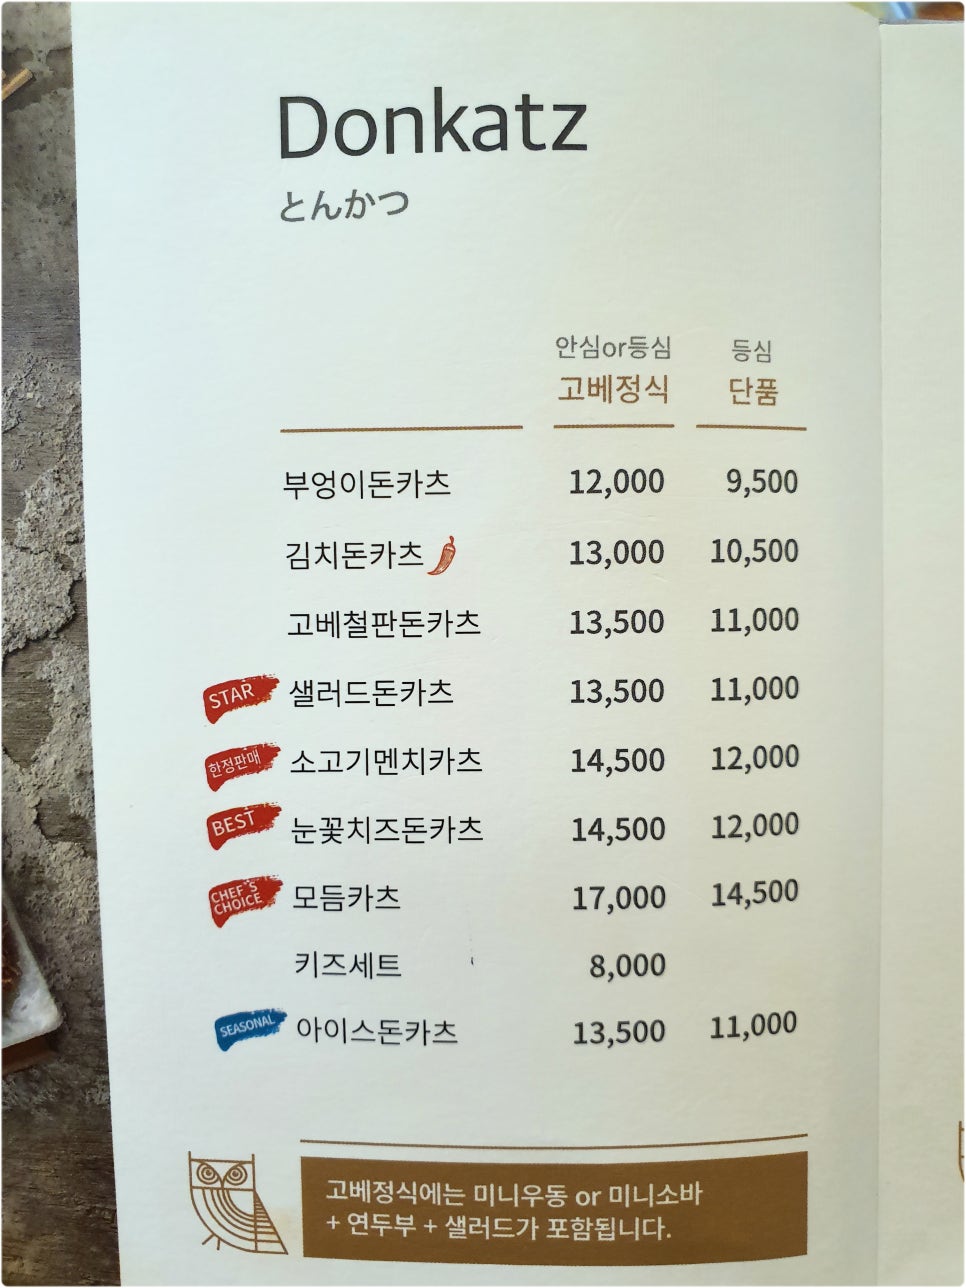 Donkatz
とんかつ
안심or등심 등심
고베정식 단품
부엉이돈카츠 12,000 9,500
김치돈카츠 13,000 10,500
고베철판돈카츠 13,500 11,000
STAR 샐러드돈카츠 13,500 11,000
한정판매 소고기멘치카츠 14,500 12,000
BEST 눈꽃치즈돈카츠 14,500 12,000
CHEF'S CHOICE 모듬카츠 17,000 14,500
키즈세트 8,000
SEASONAL 아이스돈카츠 13,500 11,000
고베정식에는 미니우동 or 미니소바
+ 연두부 + 샐러드가 포함됩니다.